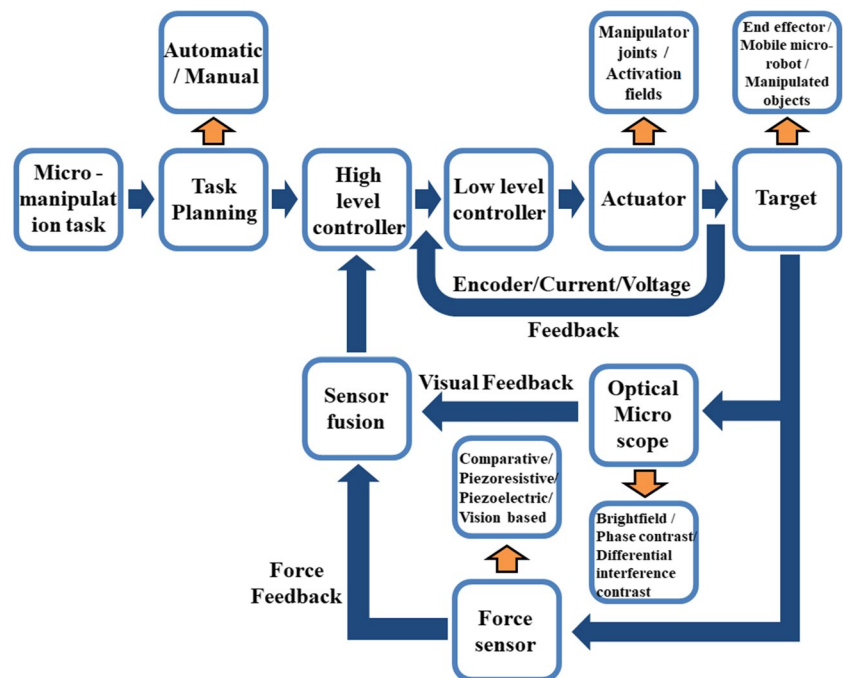 Automatic
/ Manual
Manipulator
joints /
Activation
fields
End effector /
Mobile micro-
robot /
Manipulated
objects
Micro -
manipulat
ion task
Task
Planning
High
level
controller
Low level
controller
Actuator
Target
Encoder/Current/Voltage
Feedback
Sensor
fusion
Visual Feedback
Optical
Micro
scope
Comparative/
Piezoresistive/
Piezoelectric/
Vision based
Brightfield /
Phase contrast/
Differential
interference
contrast
Force
Feedback
Force
sensor